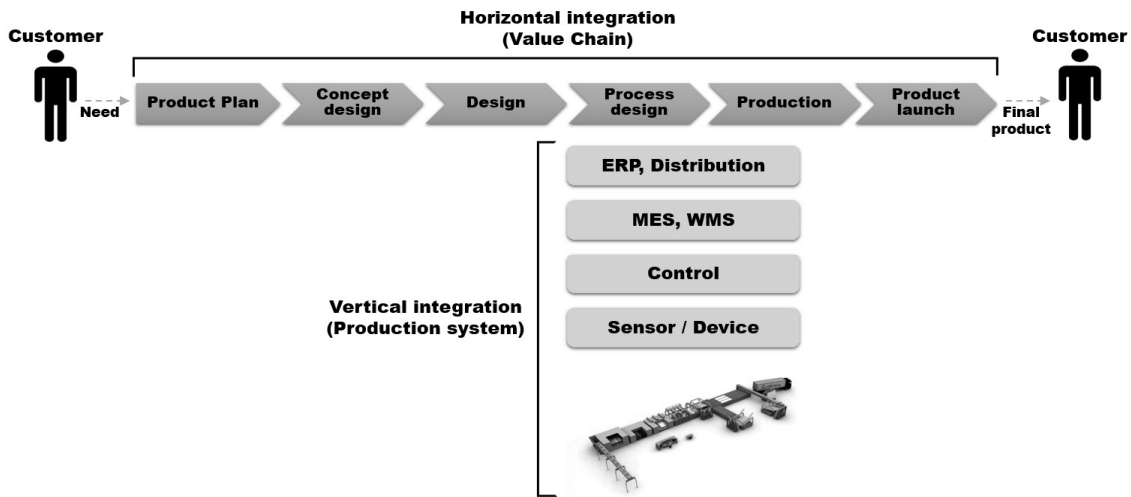 Horizontal integration
(Value Chain)
Customer
Customer
Need
Product Plan
Concept
design
Design
Process
design
Production
Product
launch
Final
product
ERP, Distribution
MES, WMS
Control
Sensor / Device
Vertical integration
(Production system)